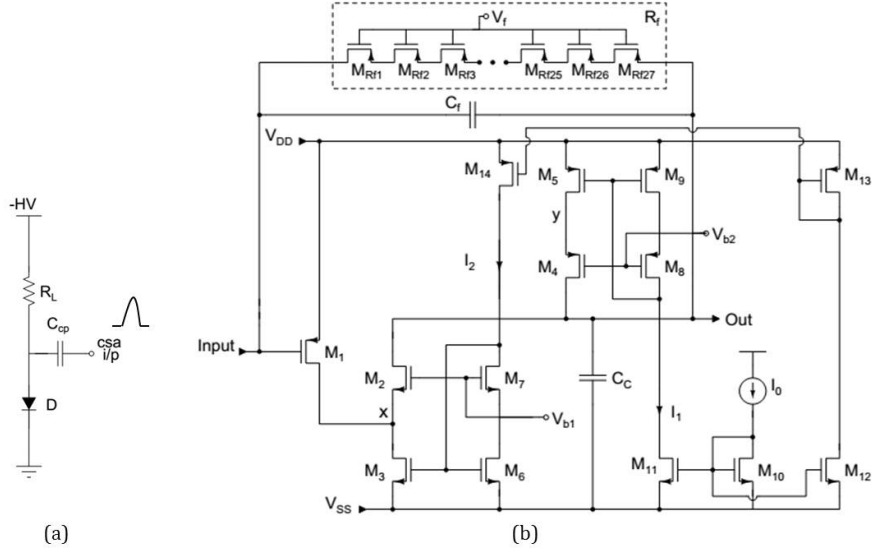 V_f
R_f
M_Rf1 M_Rf2 M_Rf3 M_Rf25 M_Rf26 M_Rf27
C_f
V_DD
M_14 M_5 M_9 M_13
-HV
y
V_b2
I_2 M_4 M_8
R_L
C_cp
csa
i/p
Input
Out
M_1
M_2 M_7 C_C I_0
D
x
V_b1
I_1
M_3 M_6 M_11 M_10 M_12
V_SS
(a) (b)